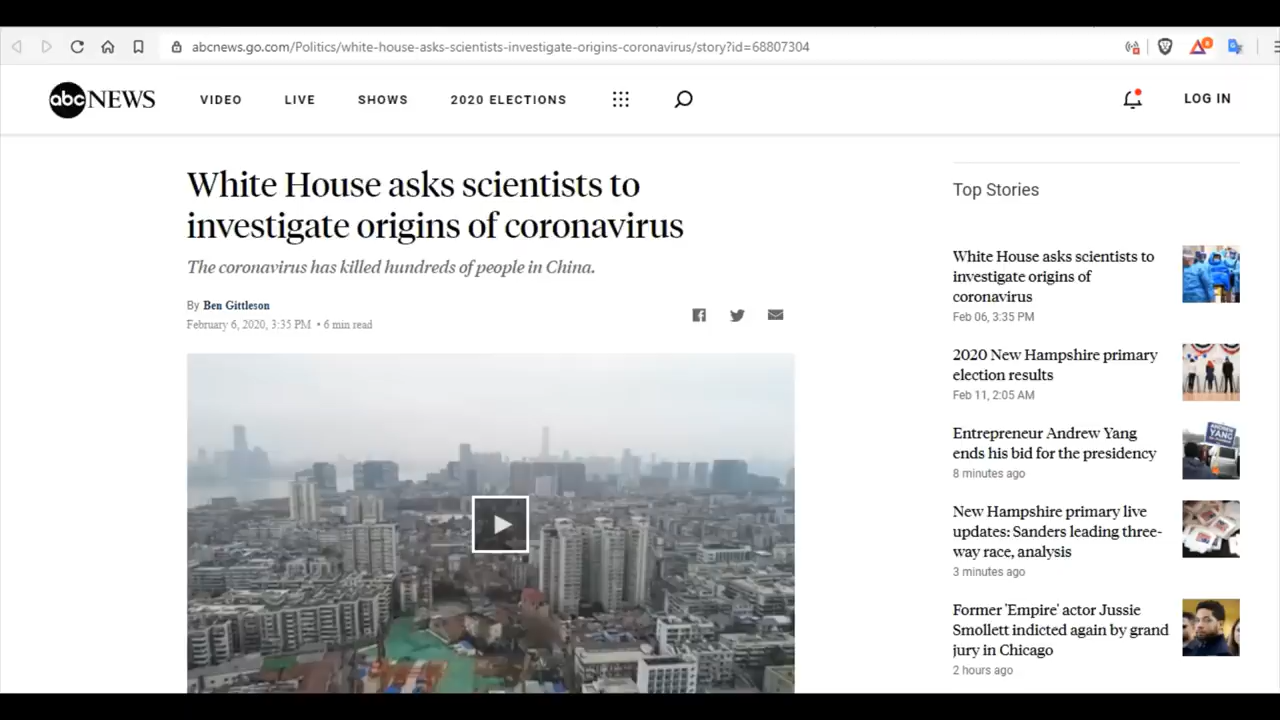 abcnews.go.com/Politics/white-house-asks-scientists-investigate-origins-coronavirus/story?id=68807304
abc NEWS
VIDEO
LIVE
SHOWS
2020 ELECTIONS
LOG IN
White House asks scientists to
investigate origins of coronavirus
The coronavirus has killed hundreds of people in China.
By Ben Gittleson
February 6, 2020, 3:35 PM • 6 min read
Top Stories
White House asks scientists to
investigate origins of
coronavirus
Feb 06, 3:35 PM
2020 New Hampshire primary
election results
Feb 11, 2:05 AM
Entrepreneur Andrew Yang
ends his bid for the presidency
8 minutes ago
YANG
New Hampshire primary live
updates: Sanders leading three-
way race, analysis
3 minutes ago
Former 'Empire' actor Jussie
Smollett indicted again by grand
jury in Chicago
2 hours ago